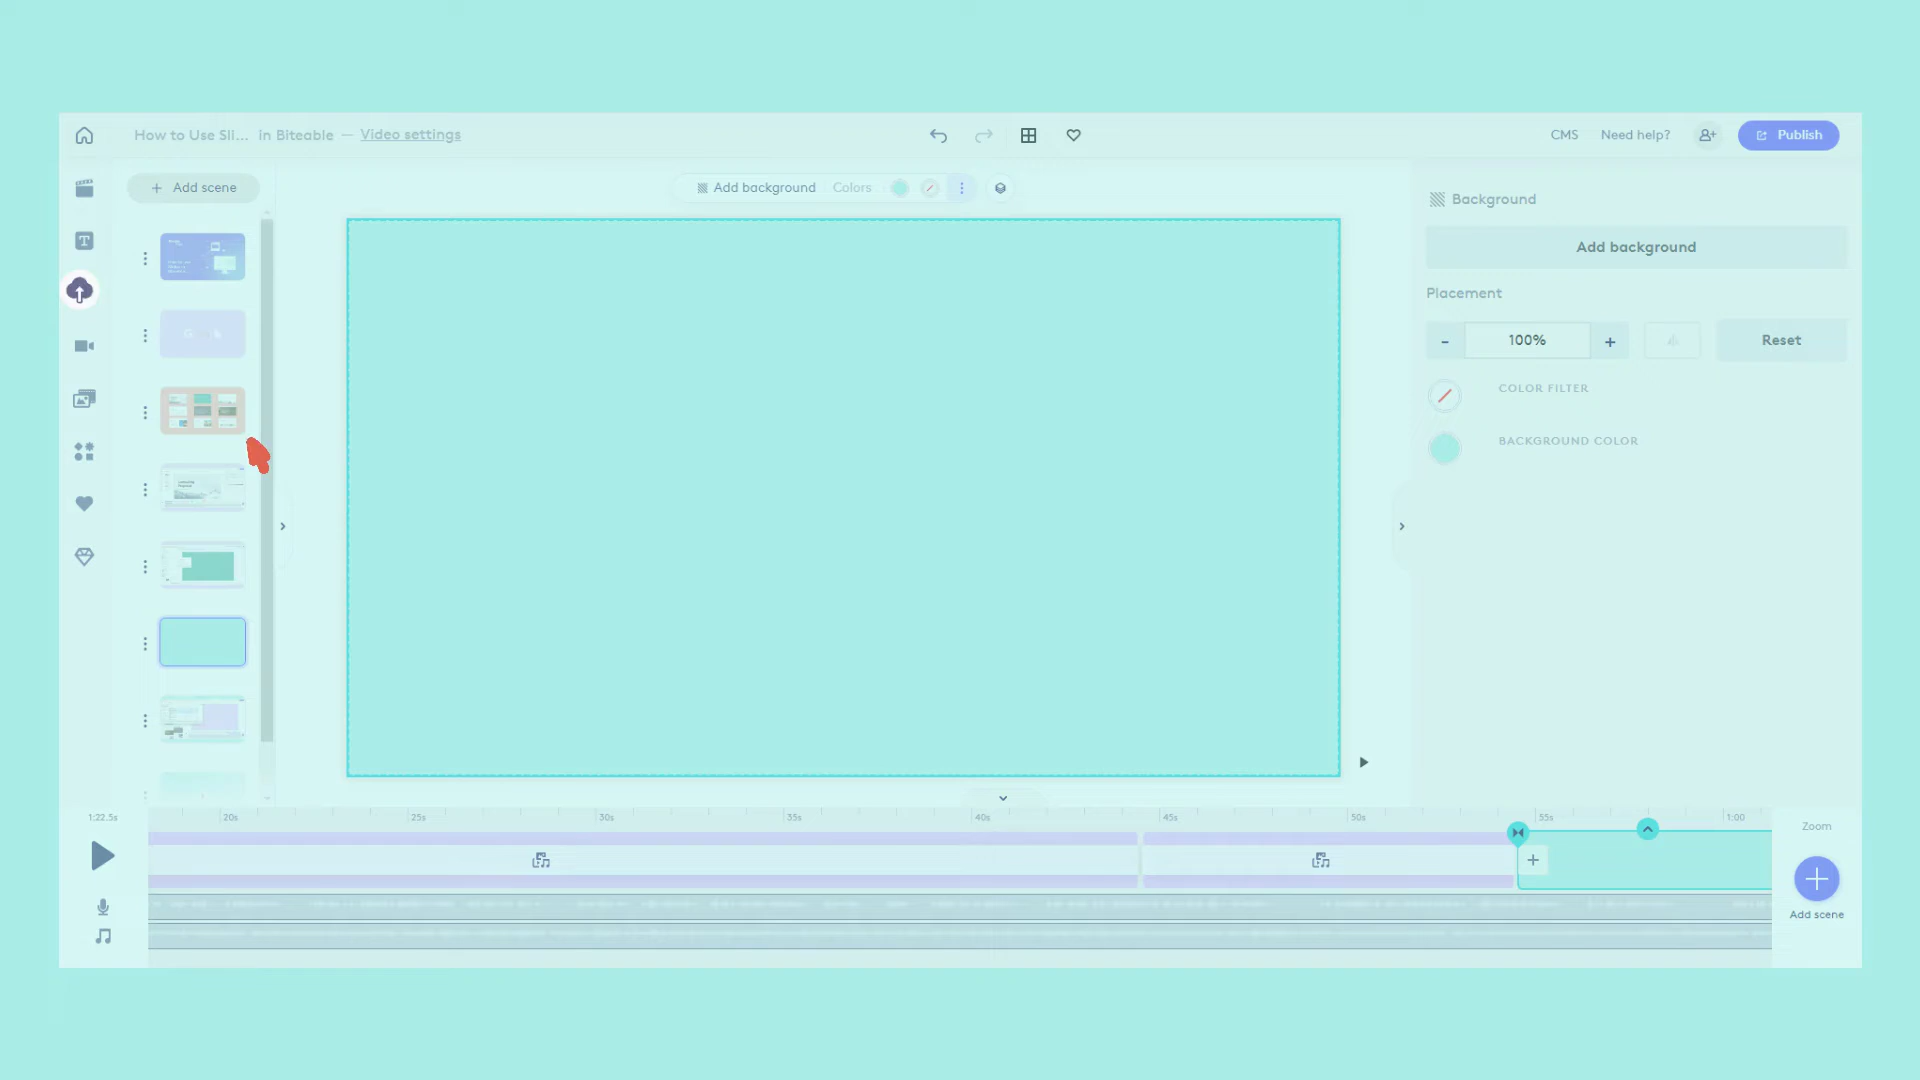 How to Use Sli... in Biteable — Video settings
CMS
Need help?
Publish
+ Add scene
Add background
Colors
Background
Add background
Placement
- 100% +
Reset
COLOR FILTER
BACKGROUND COLOR
1:22.5s
20s 25s 30s 35s 40s 45s 50s 55s 1:00
Zoom
Add scene